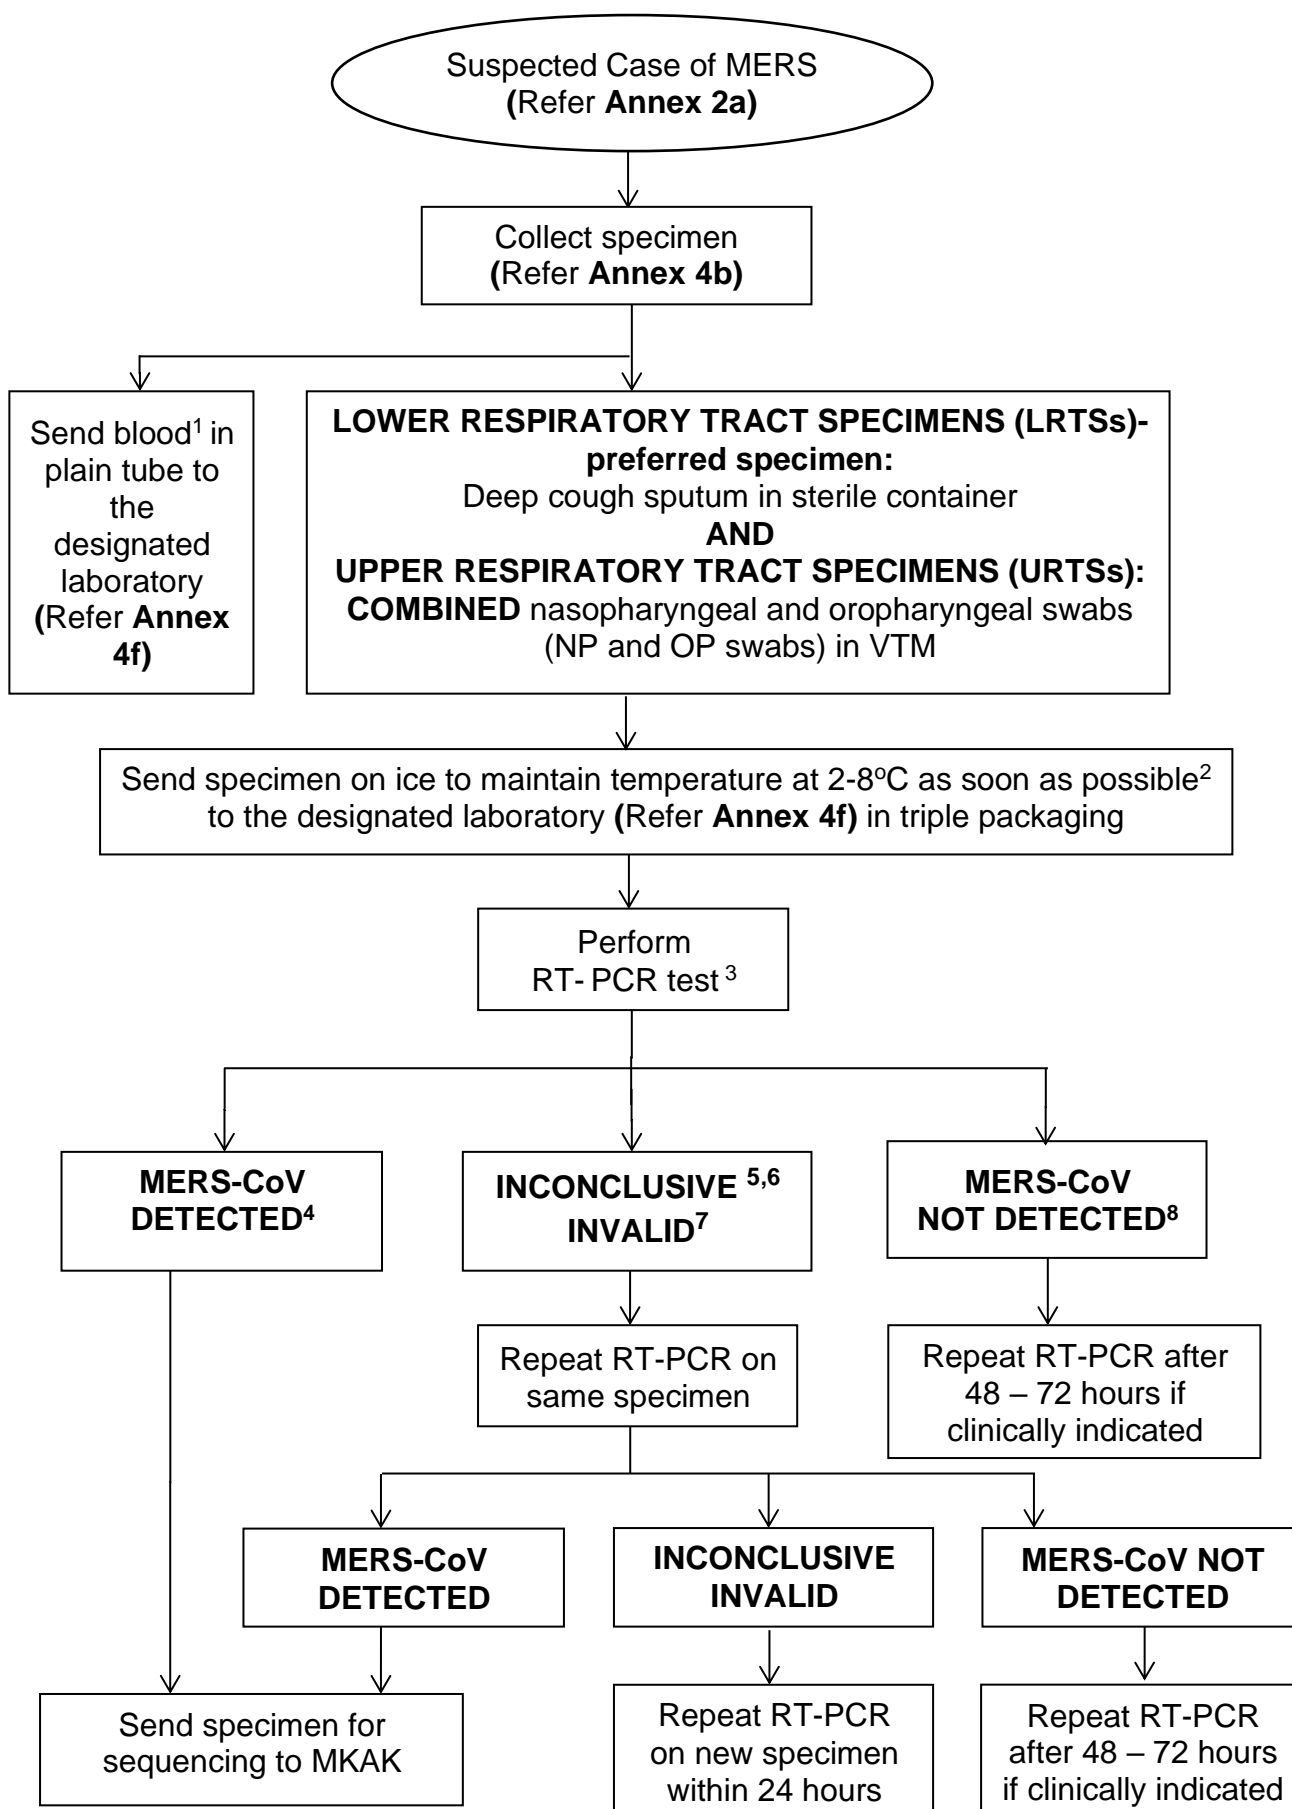 Suspected Case of MERS
(Refer Annex 2a)
Collect specimen
(Refer Annex 4b)
Send blood¹ in
plain tube to
the
designated
laboratory
(Refer Annex
4f)
LOWER RESPIRATORY TRACT SPECIMENS (LRTSs)-
preferred specimen:
Deep cough sputum in sterile container
AND
UPPER RESPIRATORY TRACT SPECIMENS (URTSs):
COMBINED nasopharyngeal and oropharyngeal swabs
(NP and OP swabs) in VTM
Send specimen on ice to maintain temperature at 2-8ºC as soon as possible²
to the designated laboratory (Refer Annex 4f) in triple packaging
Perform
RT- PCR test ³
MERS-CoV
DETECTED⁴
INCONCLUSIVE ⁵,⁶
INVALID⁷
MERS-CoV
NOT DETECTED⁸
Repeat RT-PCR on
same specimen
Repeat RT-PCR after
48 – 72 hours if
clinically indicated
MERS-CoV
DETECTED
INCONCLUSIVE
INVALID
MERS-CoV NOT
DETECTED
Send specimen for
sequencing to MKAK
Repeat RT-PCR
on new specimen
within 24 hours
Repeat RT-PCR
after 48 – 72 hours
if clinically indicated